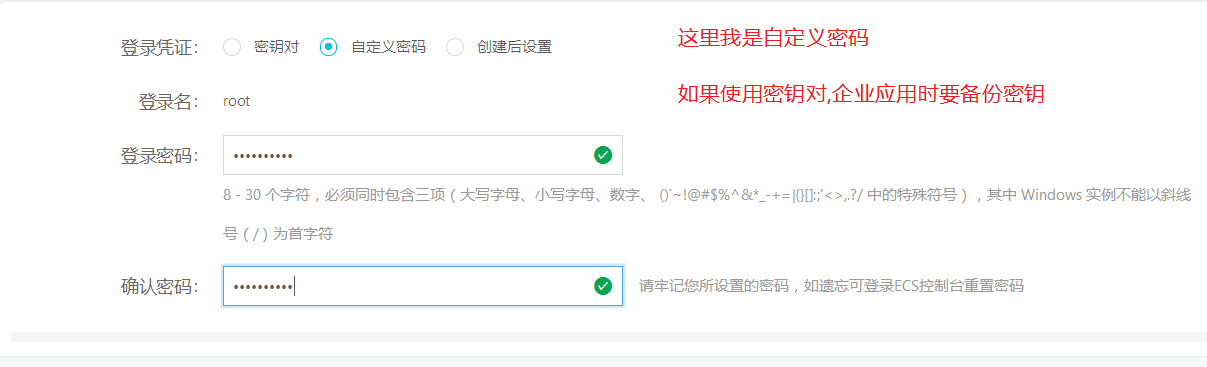 登录凭证： 密钥对 自定义密码 创建后设置 这里我是自定义密码
登录名： root 如果使用密钥对,企业应用时要备份密钥
登录密码： ••••••••••
8 - 30 个字符，必须同时包含三项（大写字母、小写字母、数字、 ()`~!@#$%^&*_-+=|{}[]:;'<>,.?/ 中的特殊符号），其中 Windows 实例不能以斜线
号（/）为首字符
确认密码： •••••••••• 请牢记您所设置的密码，如遗忘可登录ECS控制台重置密码